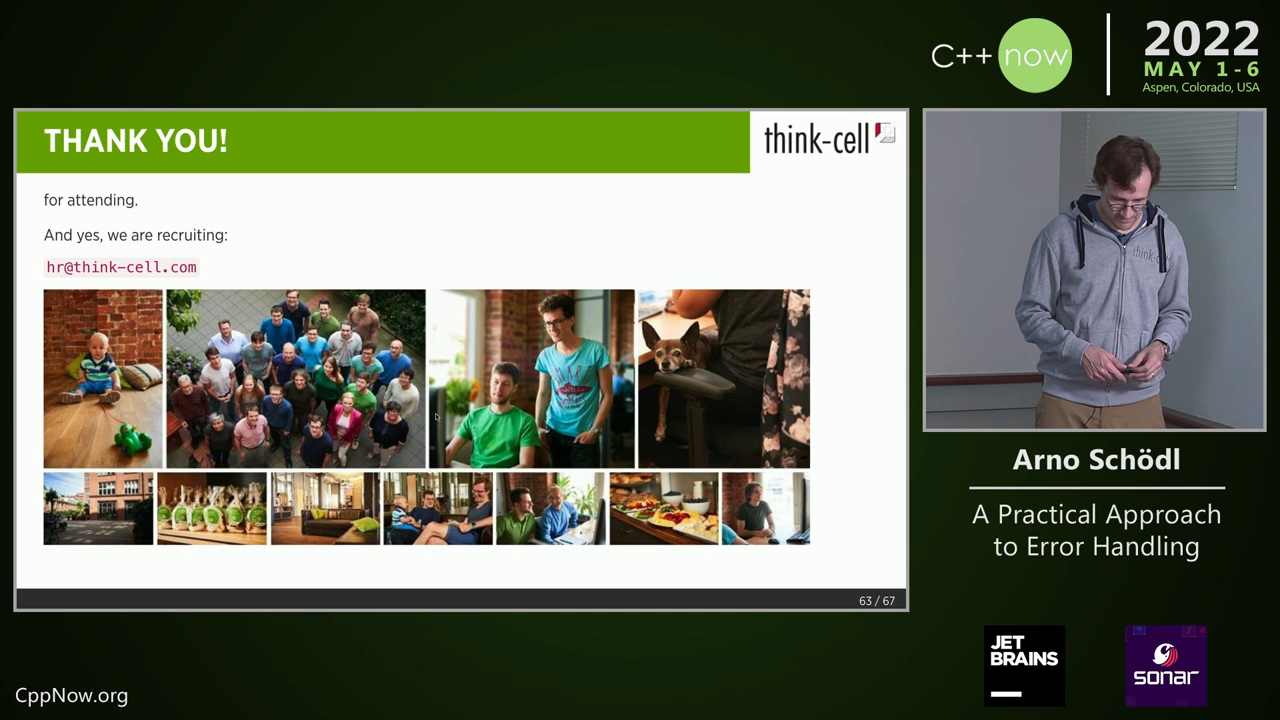 C++ now
2022
MAY 1-6
Aspen, Colorado, USA
THANK YOU!
think-cell
for attending.
And yes, we are recruiting:
hr@think-cell.com
63 / 67
think-c
Arno Schödl
A Practical Approach
to Error Handling
JET
BRAINS
sonar
CppNow.org